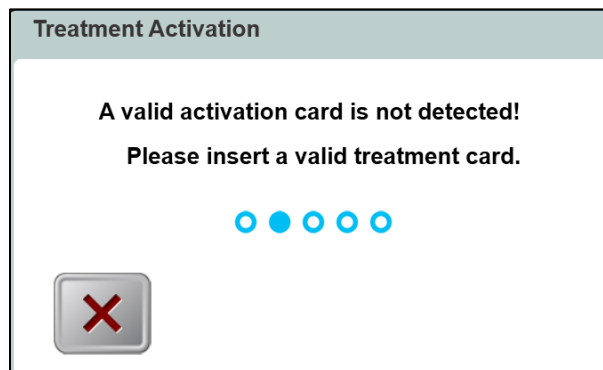 Treatment Activation
A valid activation card is not detected!
Please insert a valid treatment card.